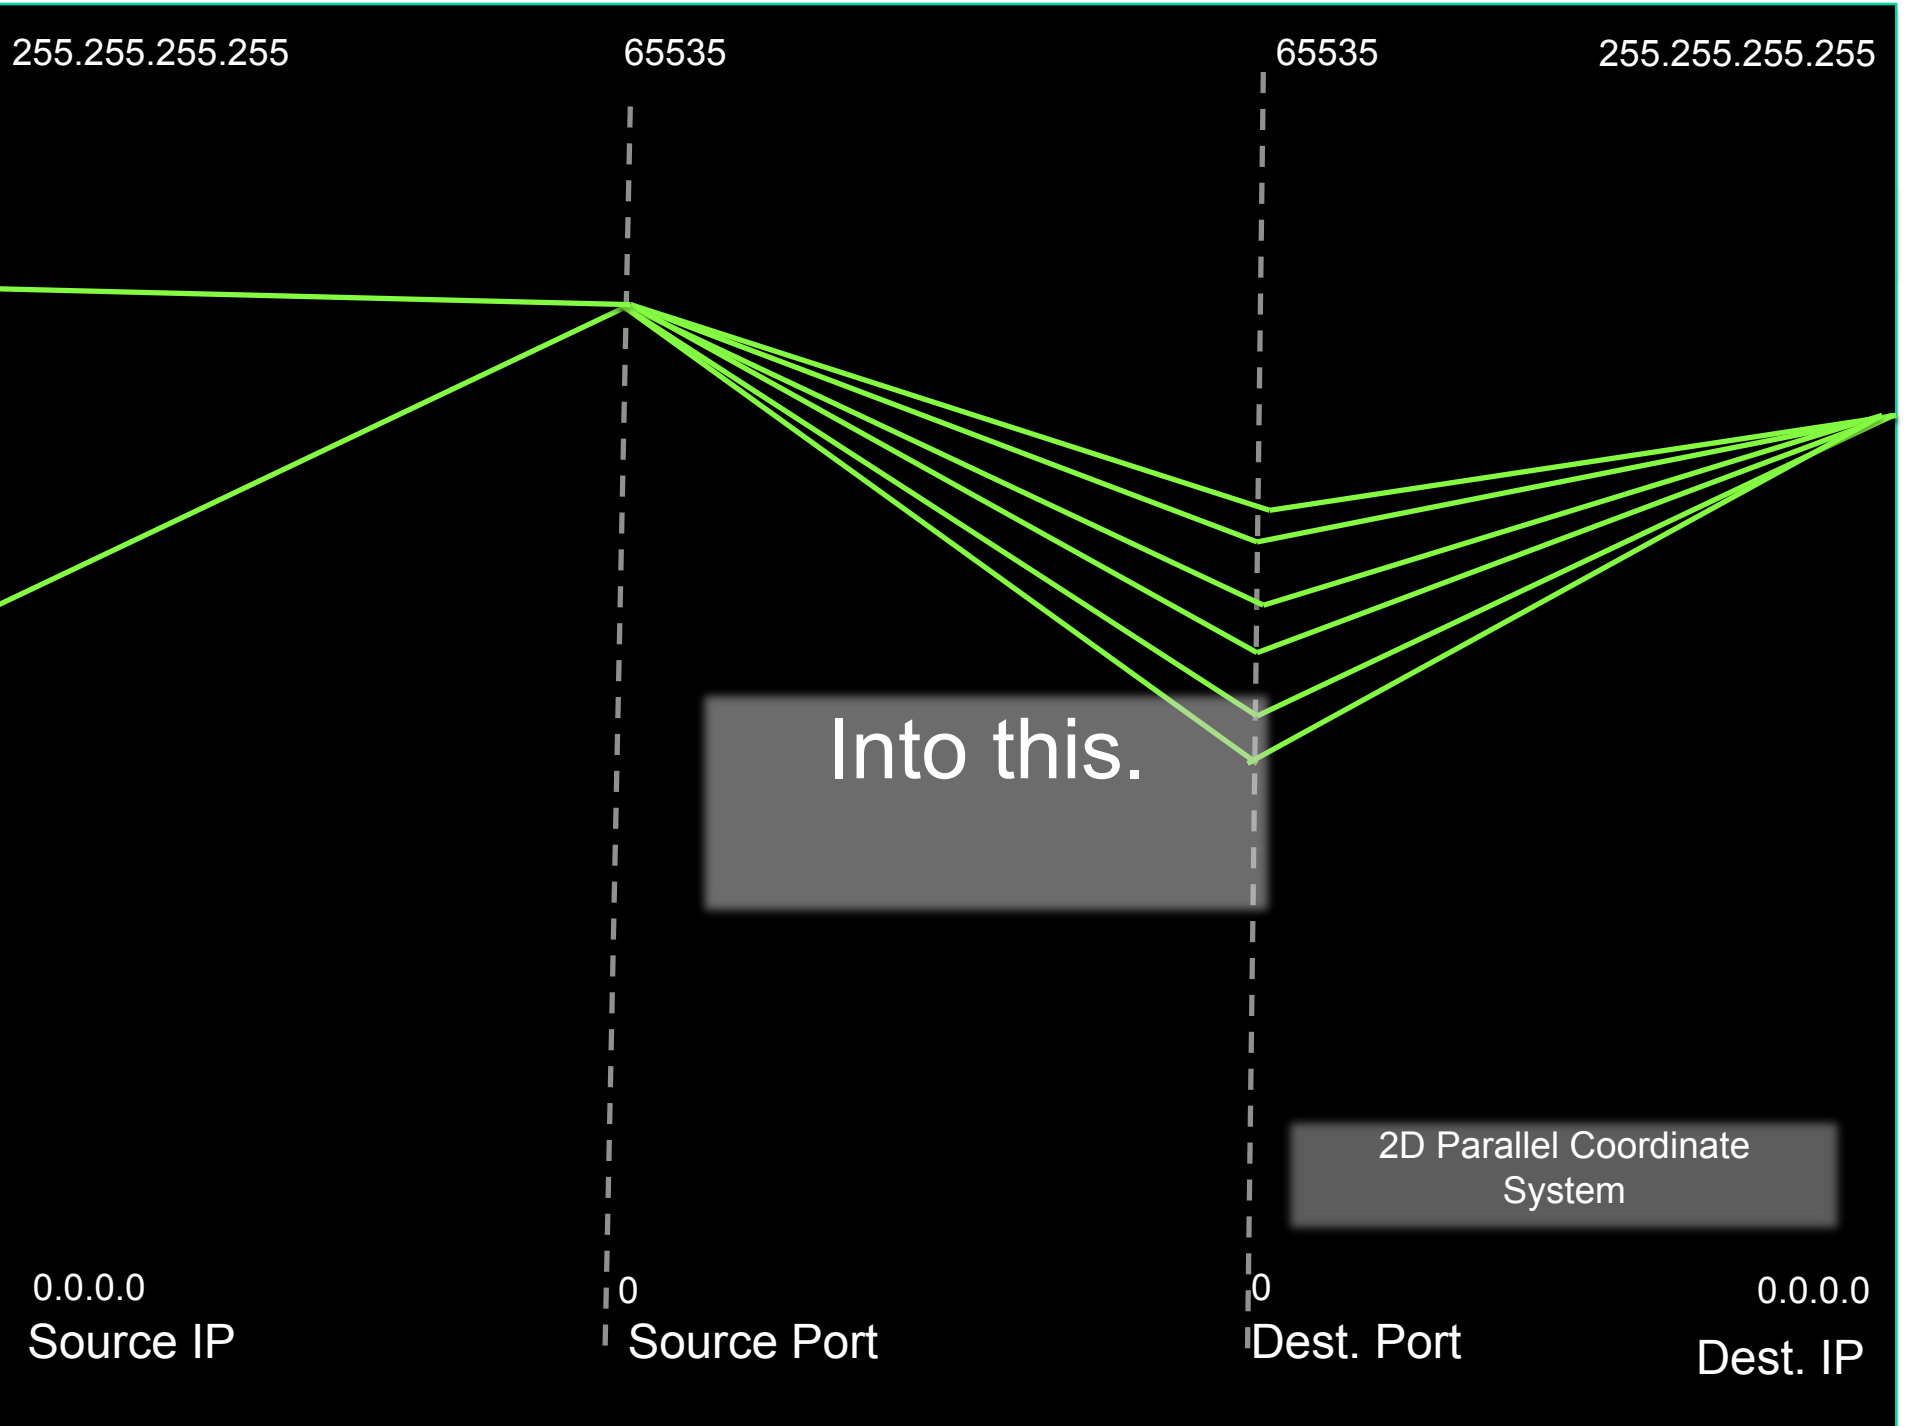 255.255.255.255
65535
65535
255.255.255.255
Into this.
2D Parallel Coordinate
System
0.0.0.0
0
0
0.0.0.0
Source IP
Source Port
Dest. Port
Dest. IP